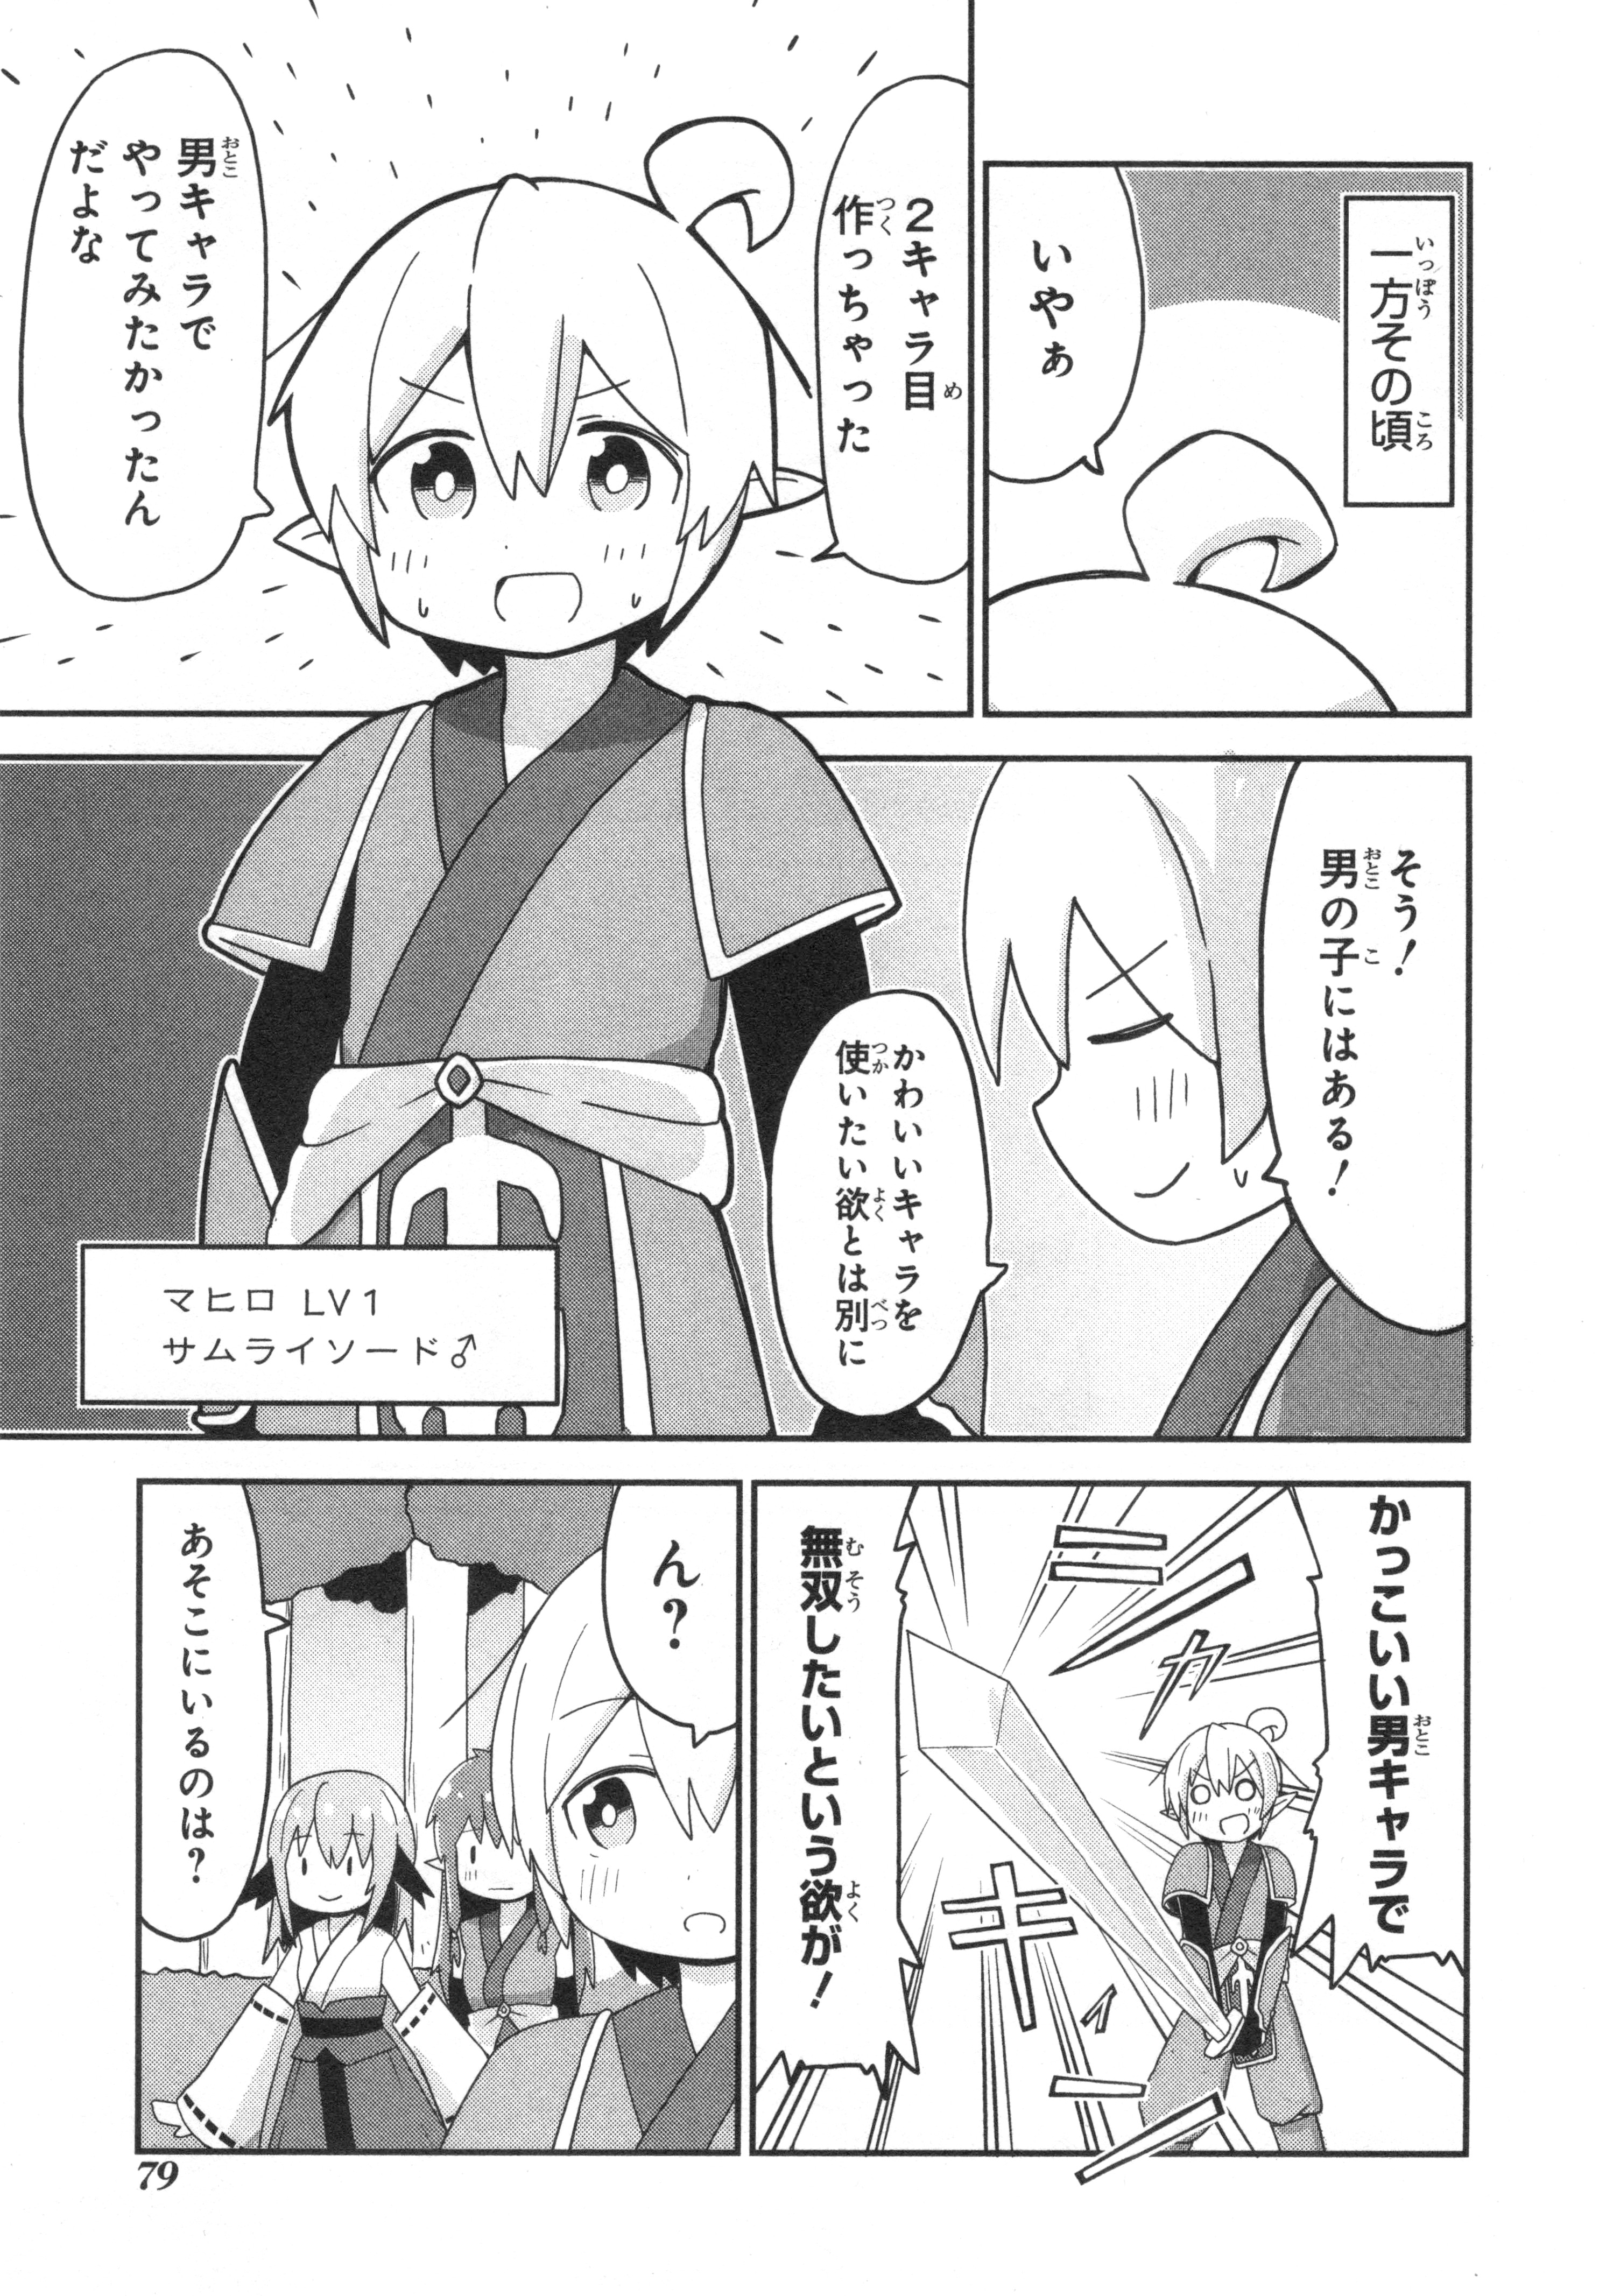 一方その頃
いやぁ
2キャラ目
作っちゃった
男キャラで
やってみたかったん
だよな
そう!
男の子にはある!
かわいいキャラを
使いたい欲とは別に
マヒロ LV1
サムライソード♂
かっこいい男キャラで
無双したいという欲が!
ジャキィン
ん?
あそこにいるのは?
79